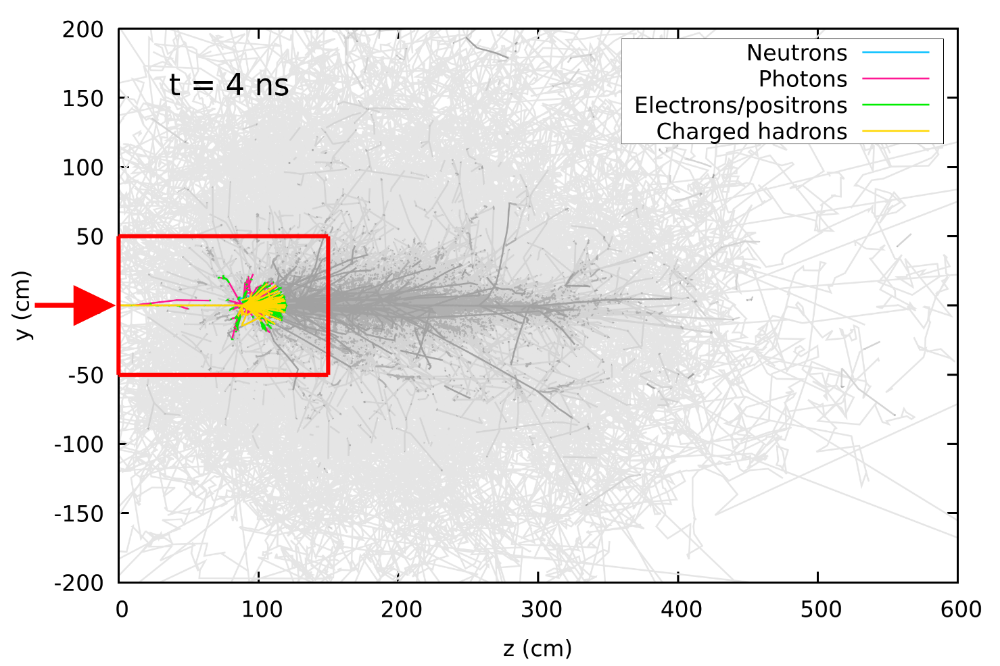 t = 4 ns
Neutrons
Photons
Electrons/positrons
Charged hadrons
200
150
100
50
-50
-100
-150
-200
y (cm)
0 100 200 300 400 500 600
z (cm)